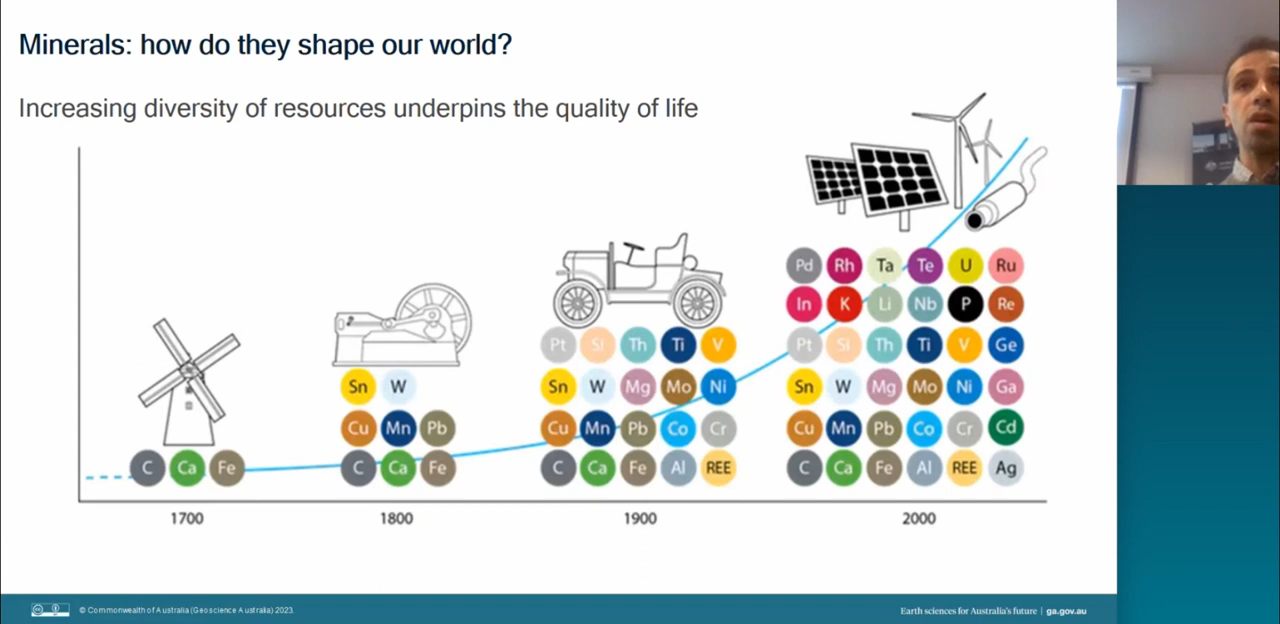 Minerals: how do they shape our world?
Increasing diversity of resources underpins the quality of life
Pd Rh Ta Te U Ru
In K Li Nb P Re
Pt Si Th Ti V
Pt Si Th Ti V Ge
Sn W
Sn W Mg Mo Ni
Sn W Mg Mo Ni Ga
Cu Mn Pb
Cu Mn Pb Co Cr
Cu Mn Pb Co Cr Cd
C Ca Fe
C Ca Fe
C Ca Fe Al REE
C Ca Fe Al REE Ag
1700 1800 1900 2000
© Commonwealth of Australia (Geoscience Australia) 2023
Earth sciences for Australia's future | ga.gov.au